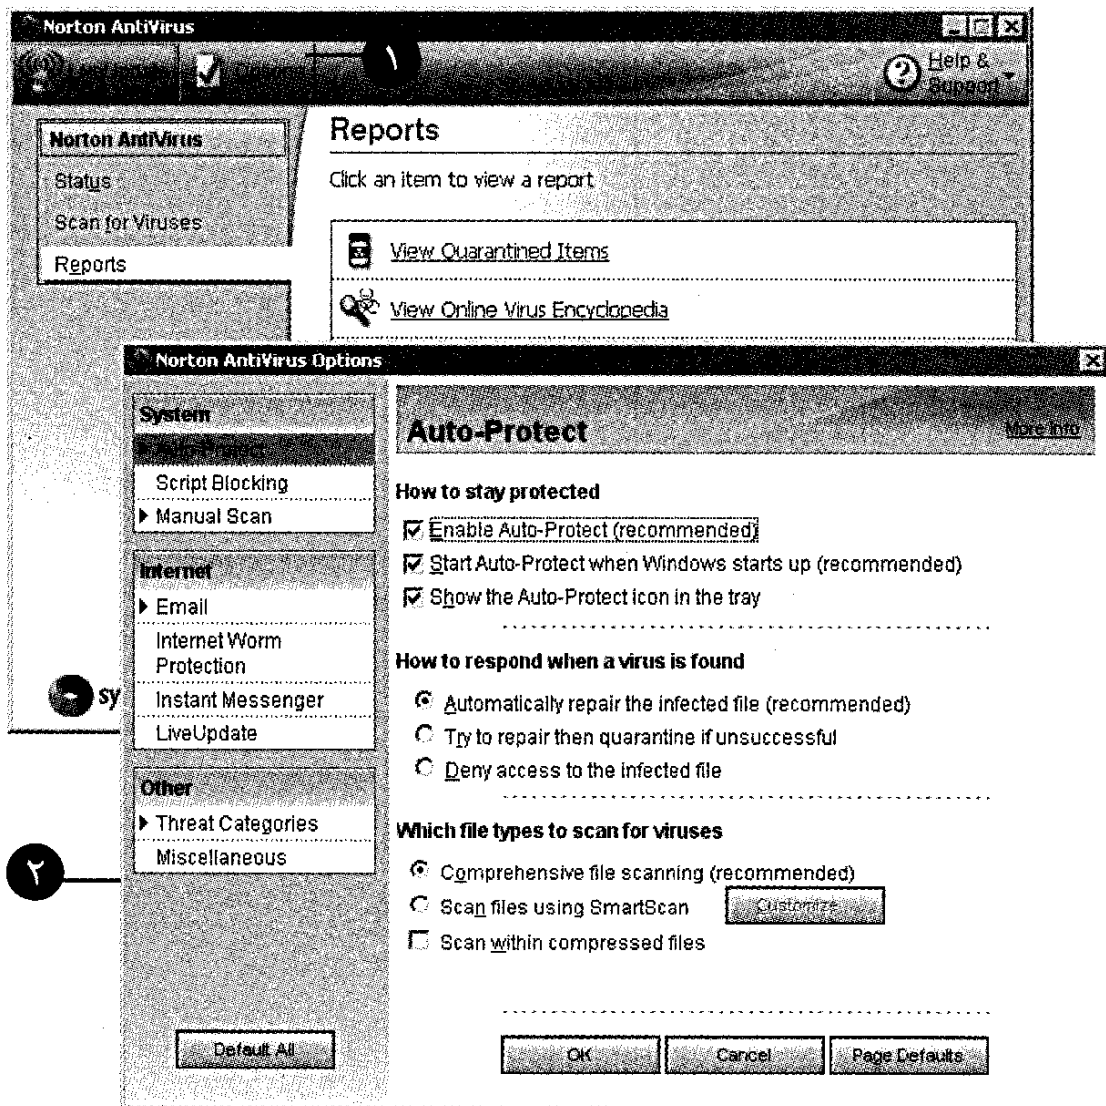 Norton AntiVirus
LiveUpdate
Options
١
Help &
Support
Norton AntiVirus
Status
Scan for Viruses
Reports
Reports
Click an item to view a report
View Quarantined Items
View Online Virus Encyclopedia
Norton AntiVirus Options
System
Auto-Protect
Script Blocking
Manual Scan
Internet
Email
Internet Worm
Protection
Instant Messenger
LiveUpdate
Other
Threat Categories
Miscellaneous
٢
sy
Default All
Auto-Protect
More Info
How to stay protected
Enable Auto-Protect (recommended)
Start Auto-Protect when Windows starts up (recommended)
Show the Auto-Protect icon in the tray
How to respond when a virus is found
Automatically repair the infected file (recommended)
Try to repair then quarantine if unsuccessful
Deny access to the infected file
Which file types to scan for viruses
Comprehensive file scanning (recommended)
Scan files using SmartScan
Customize ...
Scan within compressed files
OK
Cancel
Page Defaults